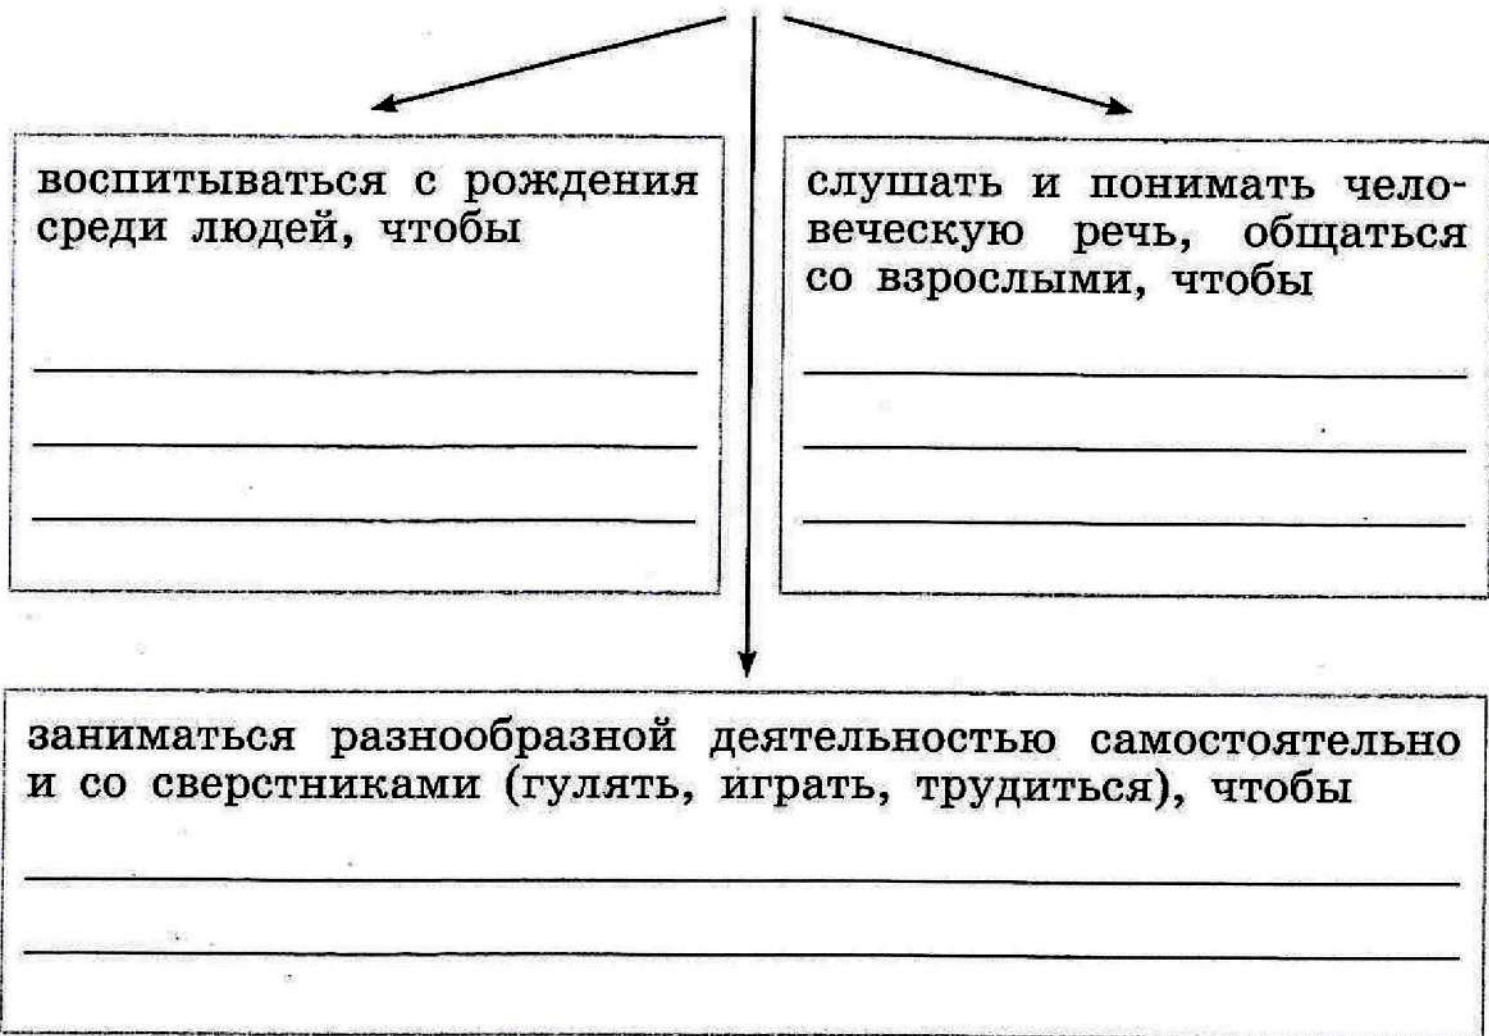 воспитываться с рождения
среди людей, чтобы
слушать и понимать чело-
веческую речь, общаться
со взрослыми, чтобы
заниматься разнообразной деятельностью самостоятельно
и со сверстниками (гулять, играть, трудиться), чтобы